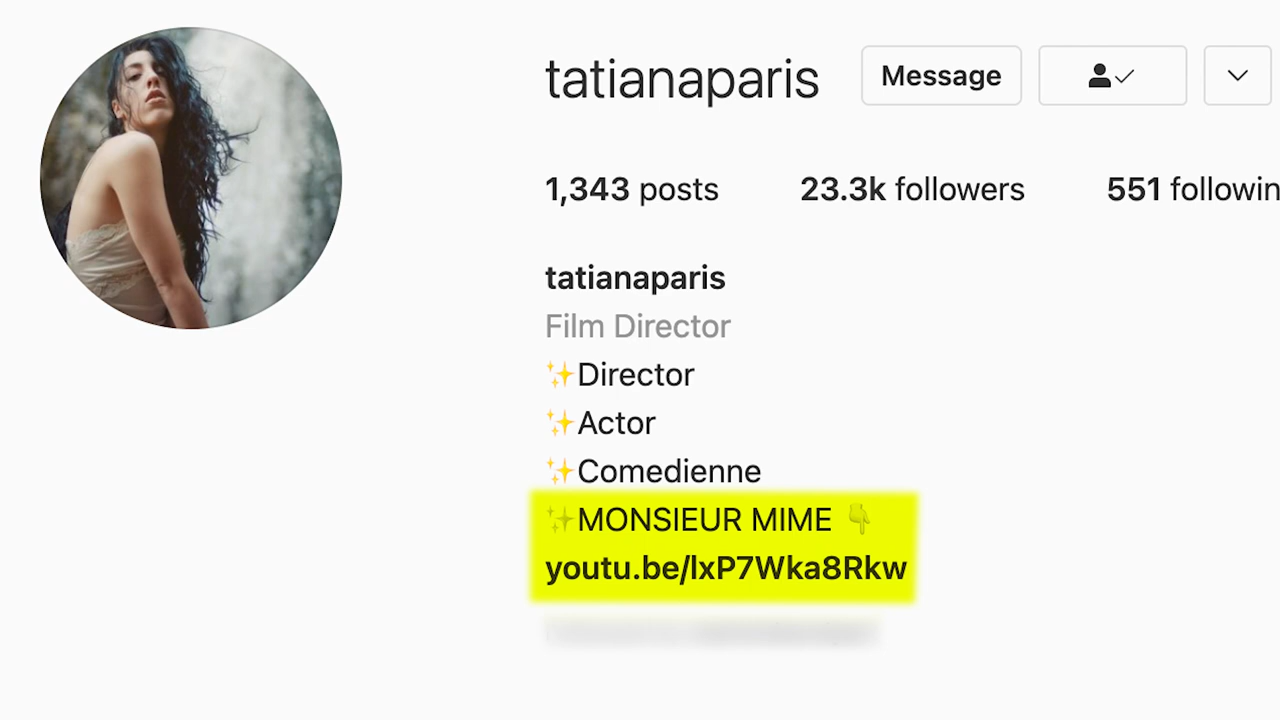 tatianaparis Message
1,343 posts 23.3k followers 551 followin
tatianaparis
Film Director
✨Director
✨Actor
✨Comedienne
✨MONSIEUR MIME 👇
youtu.be/lxP7Wka8Rkw